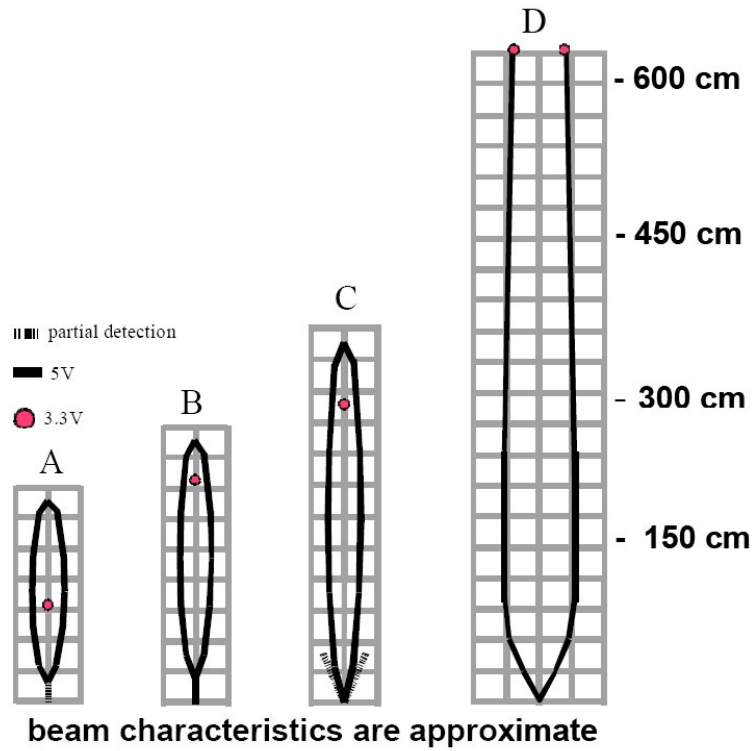 D
- 600 cm
- 450 cm
C
partial detection
5V
3.3V
- 300 cm
B
A
- 150 cm
beam characteristics are approximate